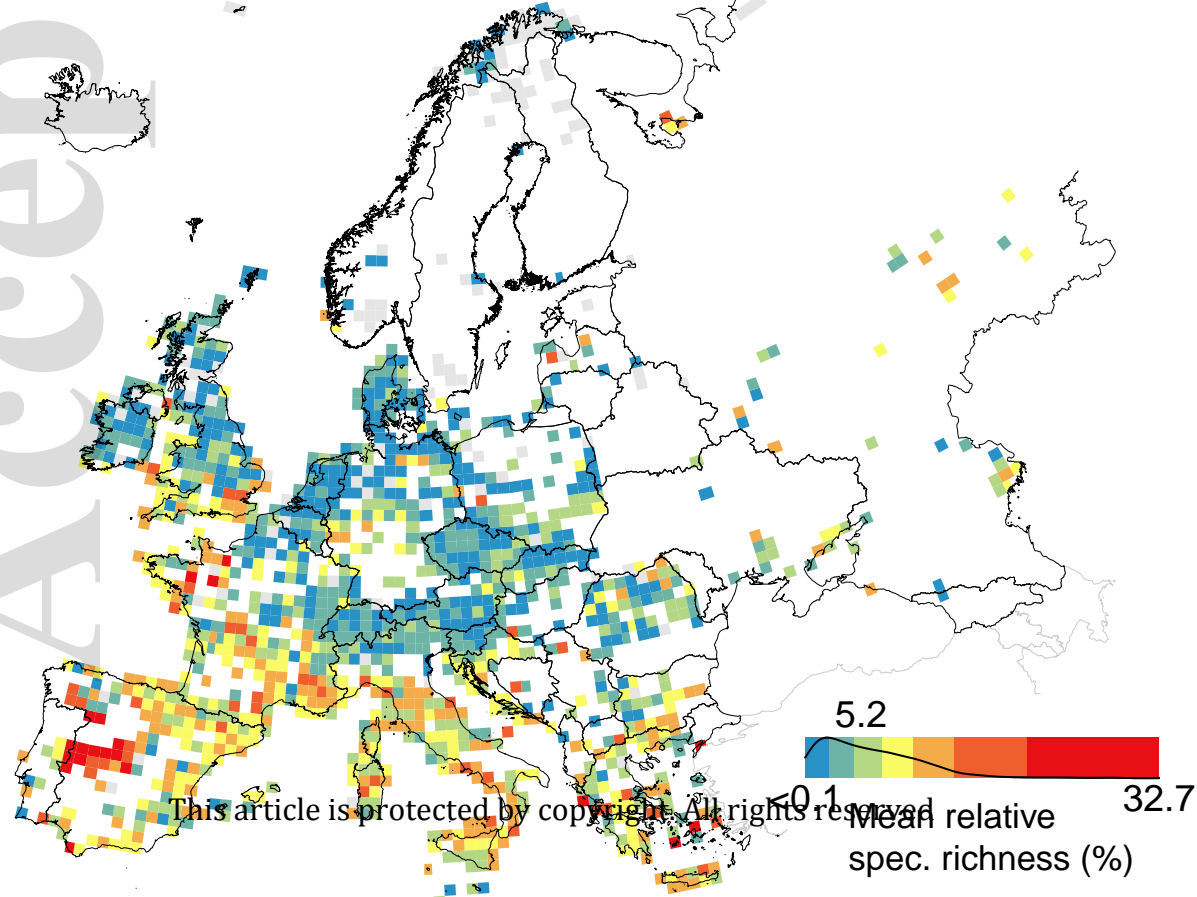 Accep
5.2
<0.1
32.7
This article is protected by copyright. All rights reserved
Mean relative
spec. richness (%)